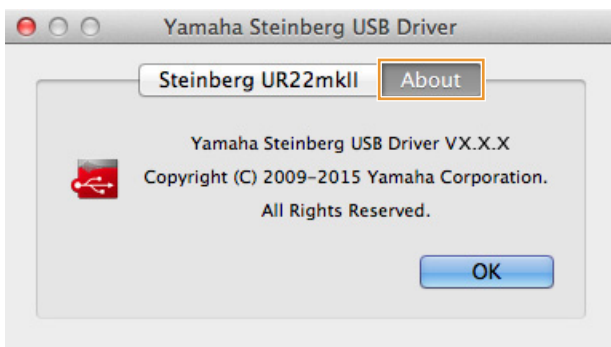 Yamaha Steinberg USB Driver
Steinberg UR22mkII About
Yamaha Steinberg USB Driver VX.X.X
Copyright (C) 2009–2015 Yamaha Corporation.
All Rights Reserved.
OK